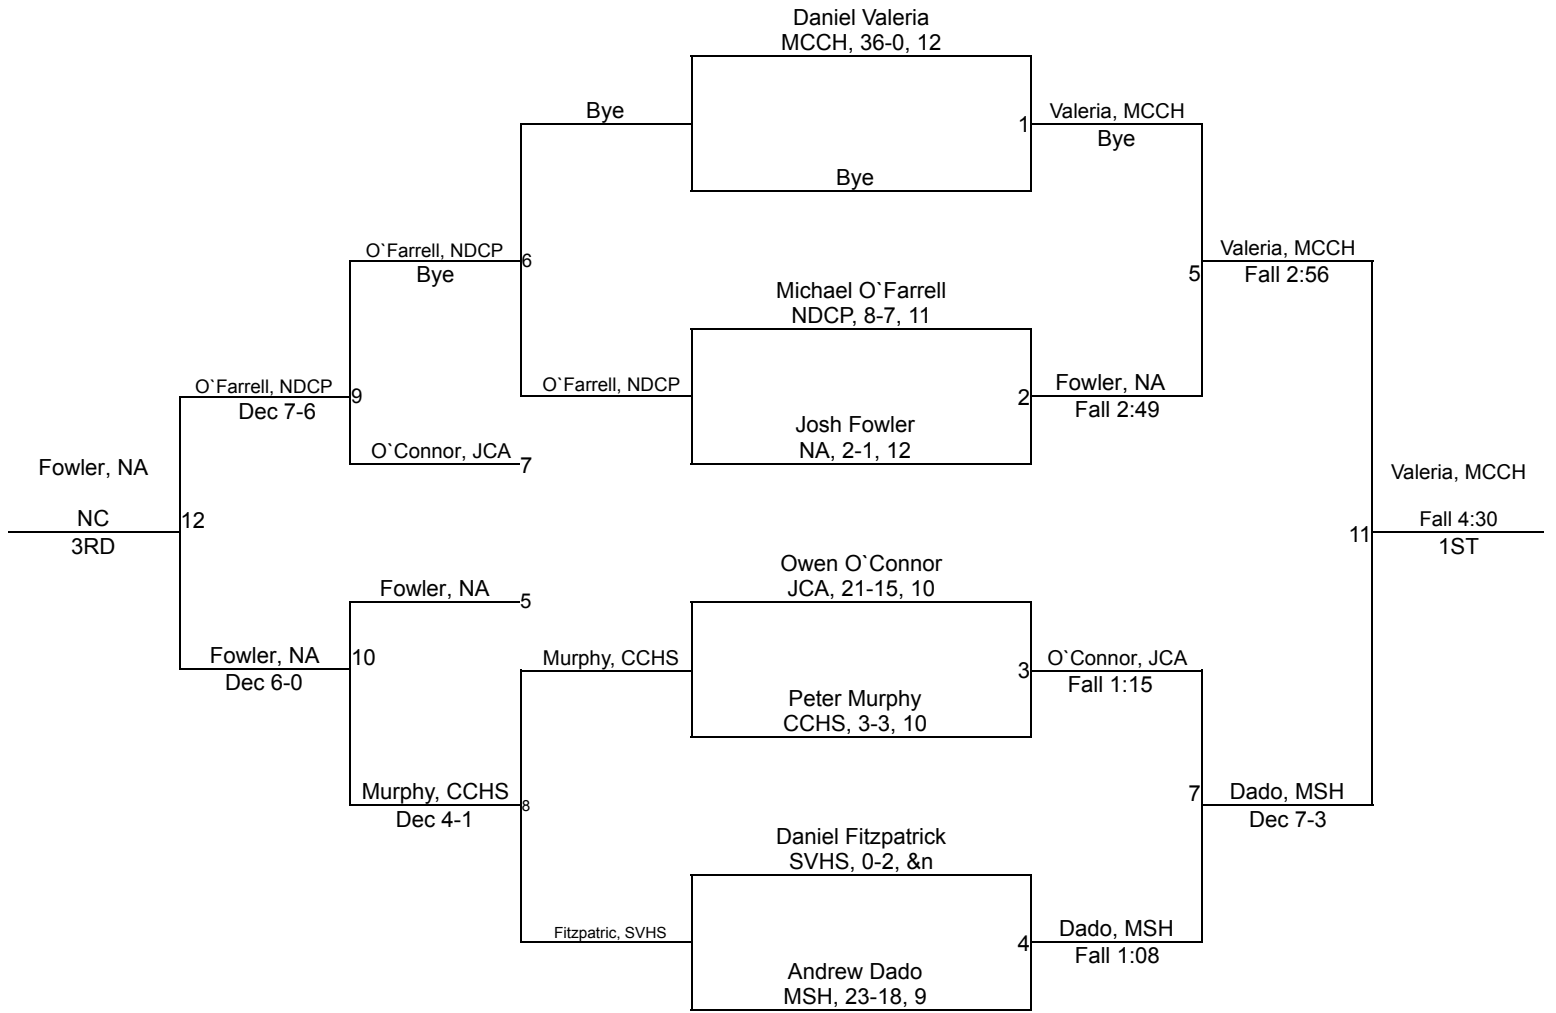 Daniel Valeria
MCCH, 36-0, 12
Bye
1
Valeria, MCCH
Bye
Bye
O`Farrell, NDCP
Bye
6
Michael O`Farrell
NDCP, 8-7, 11
5
Valeria, MCCH
Fall 2:56
O`Farrell, NDCP
Dec 7-6
9
O`Farrell, NDCP
2
Fowler, NA
Fall 2:49
Josh Fowler
NA, 2-1, 12
O`Connor, JCA
7
Fowler, NA
NC
3RD
12
Valeria, MCCH
11
Fall 4:30
1ST
Owen O`Connor
JCA, 21-15, 10
Fowler, NA
5
Fowler, NA
Dec 6-0
10
Murphy, CCHS
3
O`Connor, JCA
Fall 1:15
Peter Murphy
CCHS, 3-3, 10
Murphy, CCHS
Dec 4-1
8
7
Dado, MSH
Dec 7-3
Daniel Fitzpatrick
SVHS, 0-2, &n
Fitzpatric, SVHS
4
Dado, MSH
Fall 1:08
Andrew Dado
MSH, 23-18, 9